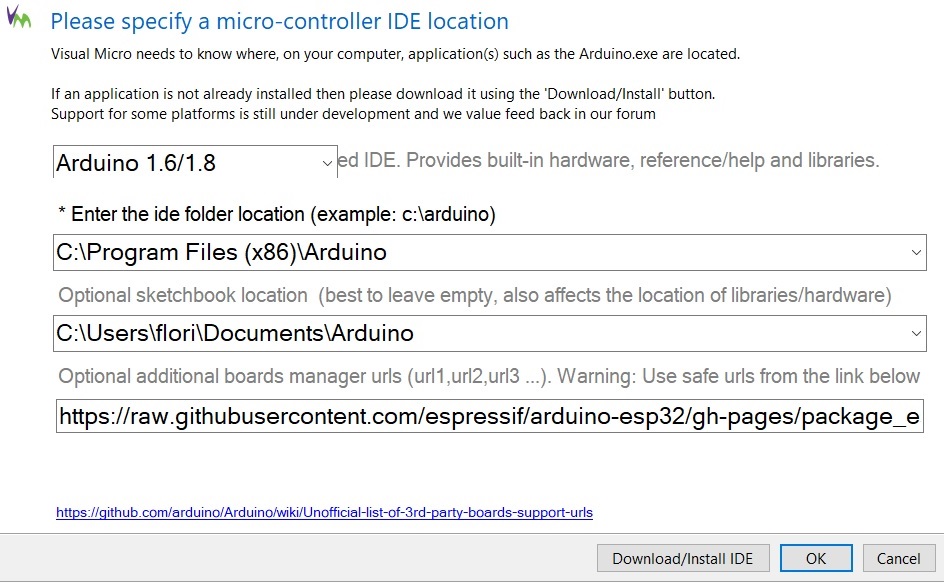 VM
Please specify a micro-controller IDE location
Visual Micro needs to know where, on your computer, application(s) such as the Arduino.exe are located.
If an application is not already installed then please download it using the 'Download/Install' button.
Support for some platforms is still under development and we value feed back in our forum
Arduino 1.6/1.8 ed IDE. Provides built-in hardware, reference/help and libraries.
* Enter the ide folder location (example: c:\arduino)
C:\Program Files (x86)\Arduino
Optional sketchbook location (best to leave empty, also affects the location of libraries/hardware)
C:\Users\flori\Documents\Arduino
Optional additional boards manager urls (url1,url2,url3 ...). Warning: Use safe urls from the link below
https://raw.githubusercontent.com/espressif/arduino-esp32/gh-pages/package_e
https://github.com/arduino/Arduino/wiki/Unofficial-list-of-3rd-party-boards-support-urls
Download/Install IDE OK Cancel